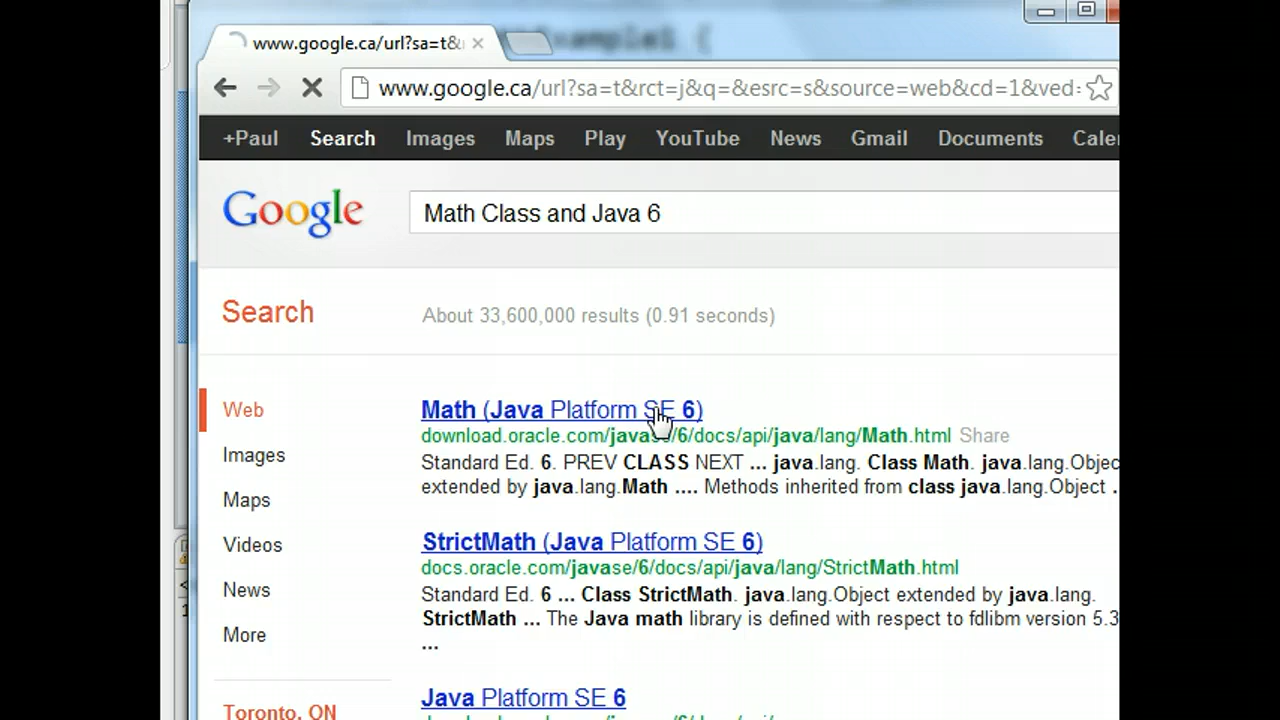 Example1 {
www.google.ca/url?sa=t&
www.google.ca/url?sa=t&rct=j&q=&esrc=s&source=web&cd=1&ved:
+Paul Search Images Maps Play YouTube News Gmail Documents Caler
Google
Math Class and Java 6
Search
About 33,600,000 results (0.91 seconds)
Web
Images
Maps
Videos
News
More
Toronto, ON
Math (Java Platform SE 6)
download.oracle.com/javase/6/docs/api/java/lang/Math.html Share
Standard Ed. 6. PREV CLASS NEXT ... java.lang. Class Math. java.lang.Objec
extended by java.lang.Math .... Methods inherited from class java.lang.Object .
StrictMath (Java Platform SE 6)
docs.oracle.com/javase/6/docs/api/java/lang/StrictMath.html
Standard Ed. 6 ... Class StrictMath. java.lang.Object extended by java.lang.
StrictMath ... The Java math library is defined with respect to fdlibm version 5.3
...
Java Platform SE 6